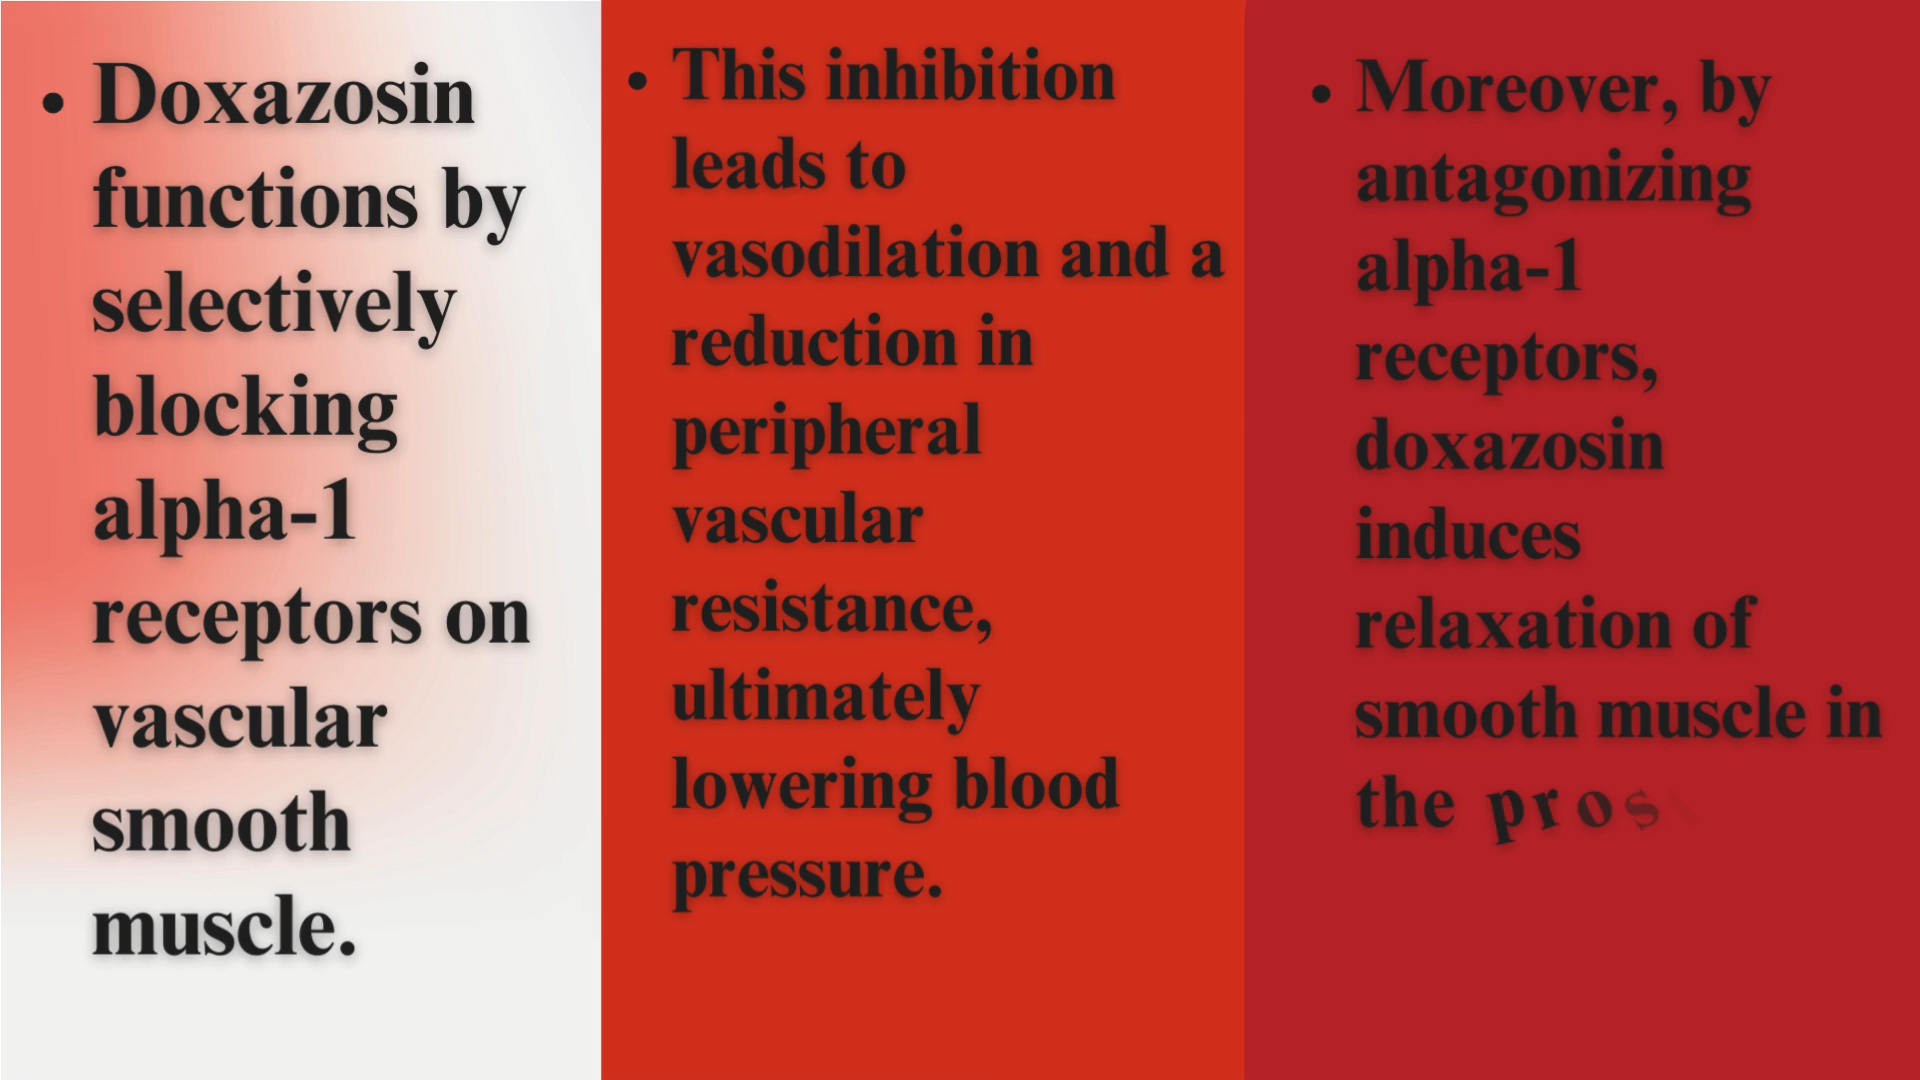 • Doxazosin
functions by
selectively
blocking
alpha-1
receptors on
vascular
smooth
muscle.
• This inhibition
leads to
vasodilation and a
reduction in
peripheral
vascular
resistance,
ultimately
lowering blood
pressure.
• Moreover, by
antagonizing
alpha-1
receptors,
doxazosin
induces
relaxation of
smooth muscle in
the pros